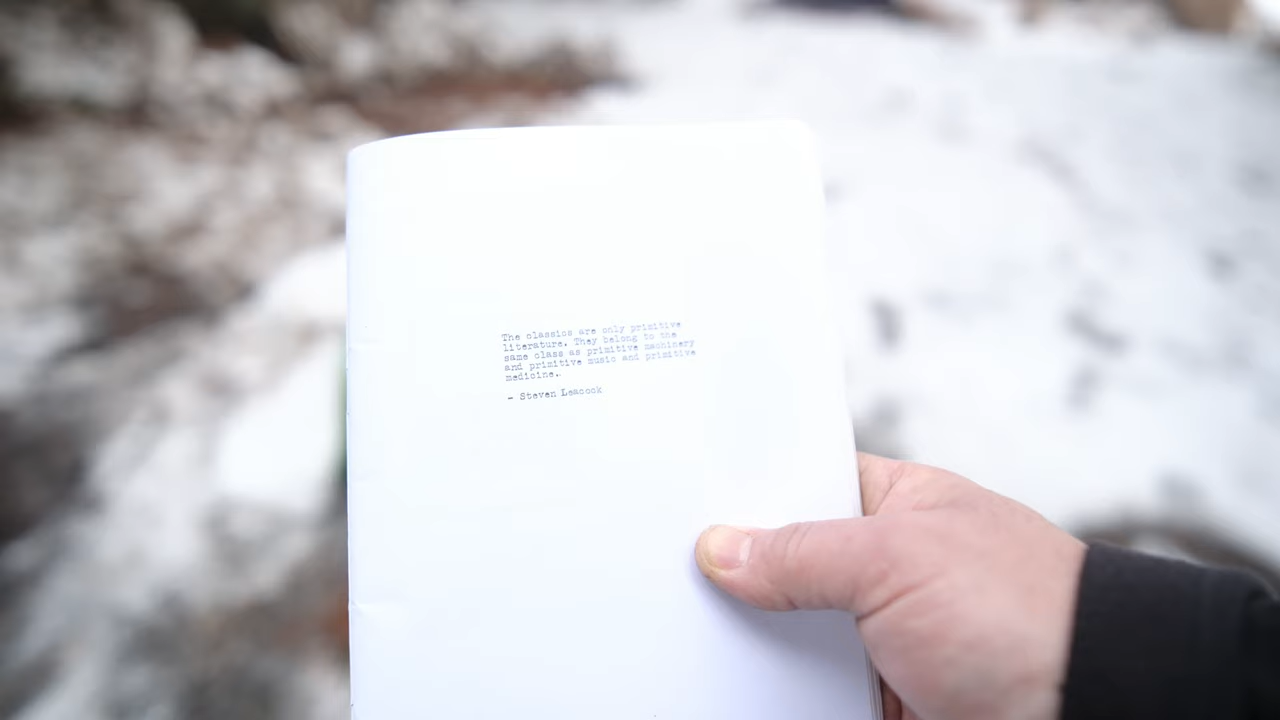 The classics are only primitive
literature. They belong to the
same class as primitive machinery
and primitive music and primitive
medicine.
- Steven Leacock